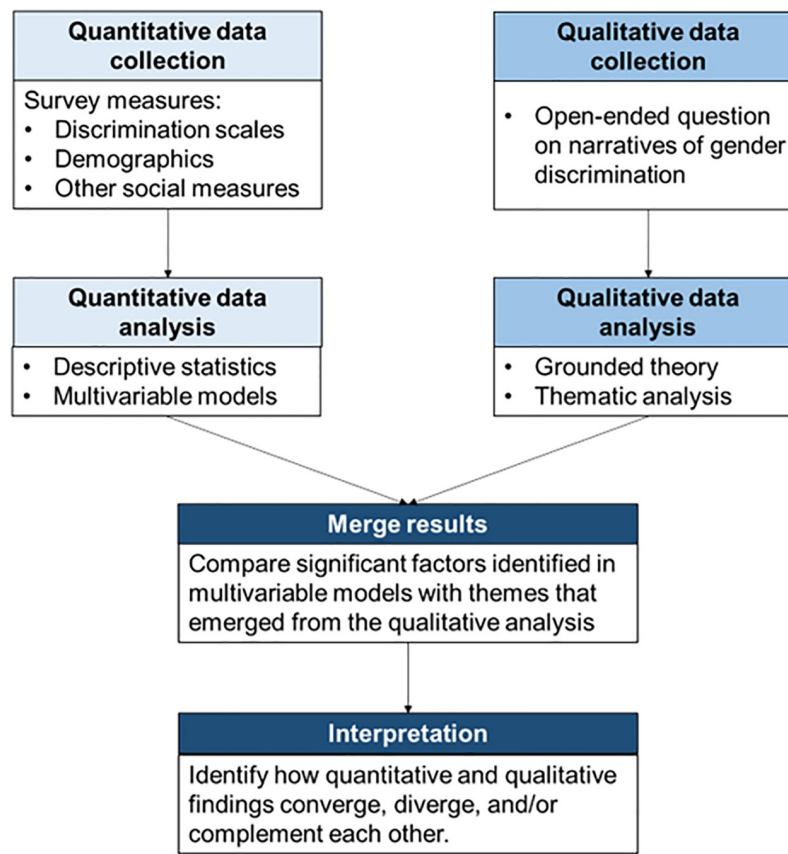 Quantitative data
collection
Survey measures:
• Discrimination scales
• Demographics
• Other social measures
Qualitative data
collection
• Open-ended question
on narratives of gender
discrimination
Quantitative data
analysis
• Descriptive statistics
• Multivariable models
Qualitative data
analysis
• Grounded theory
• Thematic analysis
Merge results
Compare significant factors identified in
multivariable models with themes that
emerged from the qualitative analysis
Interpretation
Identify how quantitative and qualitative
findings converge, diverge, and/or
complement each other.